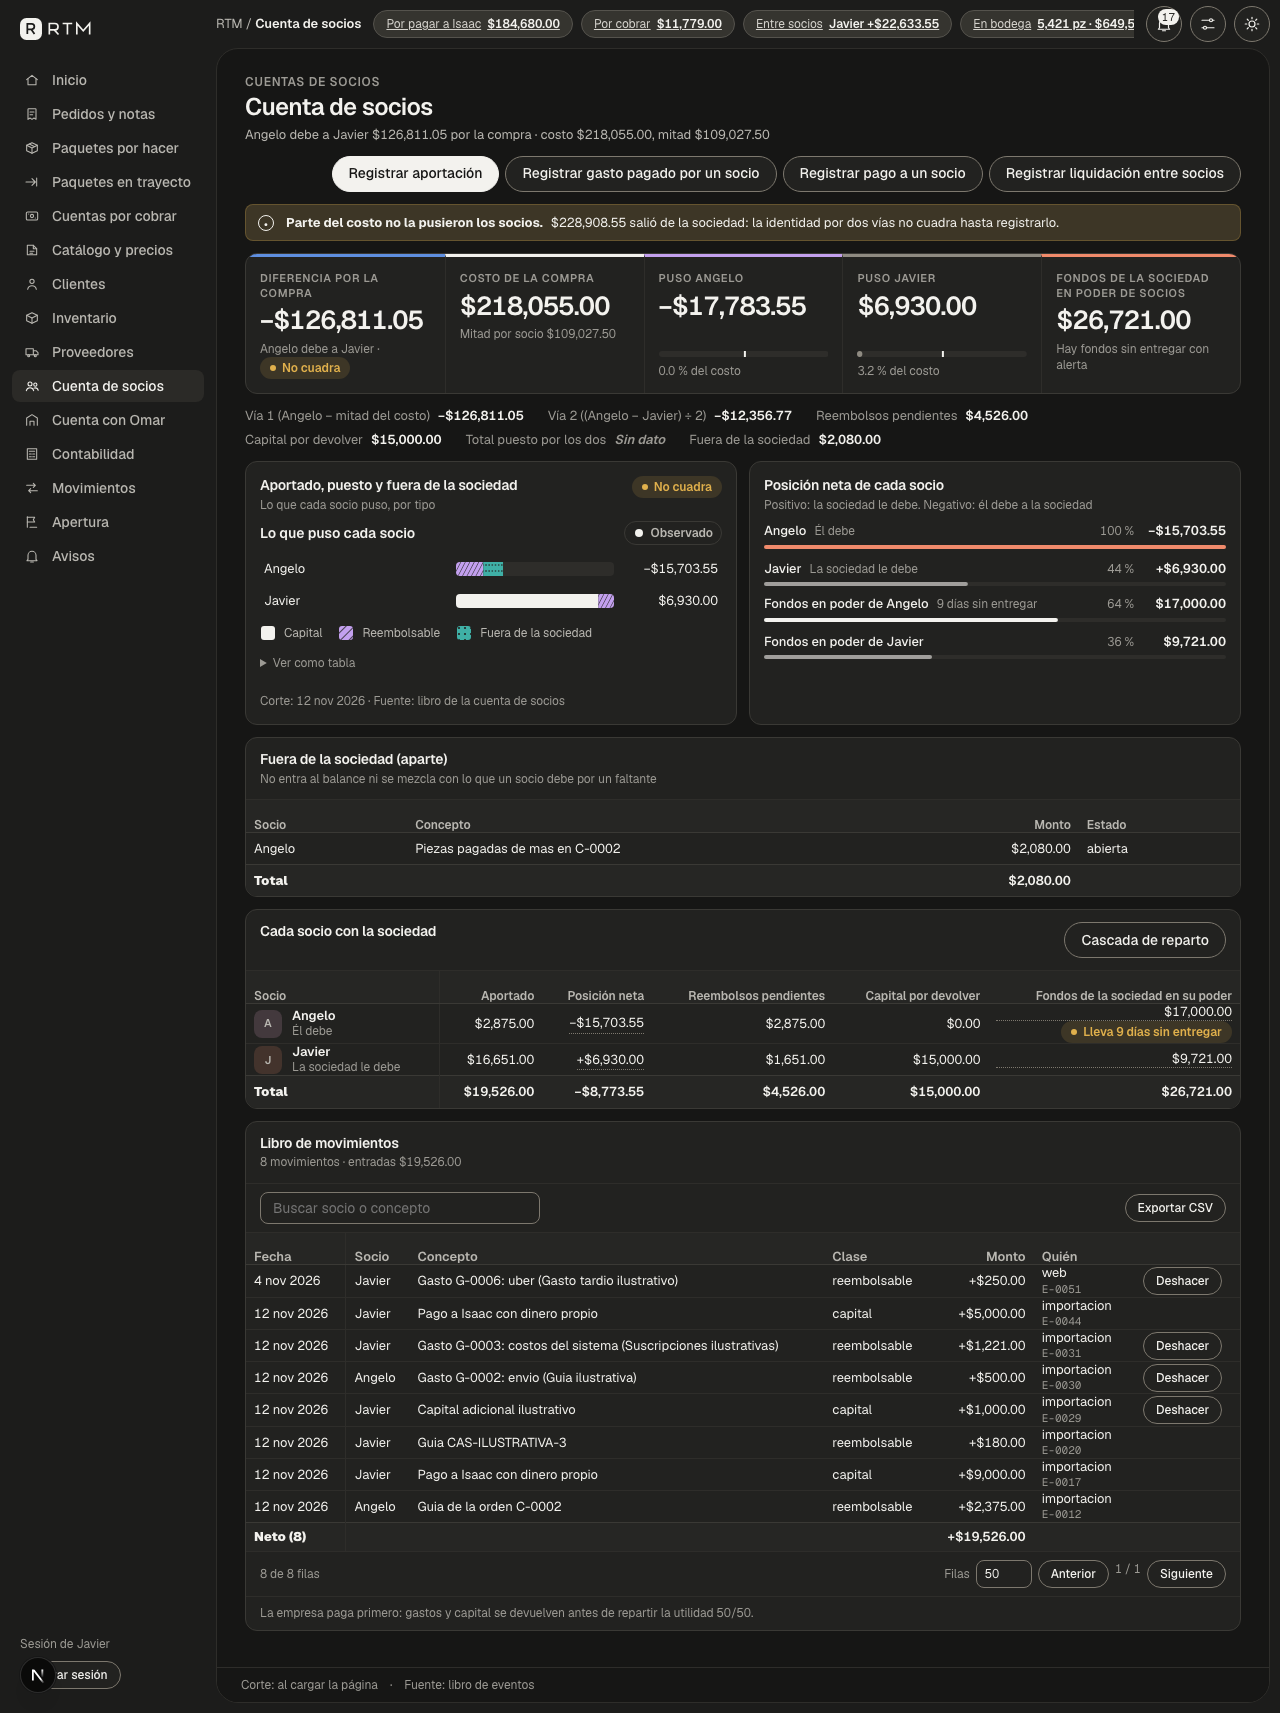 R RTM
RTM / Cuenta de socios
Por pagar a Isaac $184,680.00
Por cobrar $11,779.00
Entre socios Javier +$22,633.55
En bodega 5,421 pz · $649,5
17
Inicio
Pedidos y notas
Paquetes por hacer
Paquetes en trayecto
Cuentas por cobrar
Catálogo y precios
Clientes
Inventario
Proveedores
Cuenta de socios
Cuenta con Omar
Contabilidad
Movimientos
Apertura
Avisos
CUENTAS DE SOCIOS
Cuenta de socios
Angelo debe a Javier $126,811.05 por la compra · costo $218,055.00, mitad $109,027.50
Registrar aportación
Registrar gasto pagado por un socio
Registrar pago a un socio
Registrar liquidación entre socios
Parte del costo no la pusieron los socios. $228,908.55 salió de la sociedad: la identidad por dos vías no cuadra hasta registrarlo.
DIFERENCIA POR LA COMPRA
−$126,811.05
Angelo debe a Javier ·
No cuadra
COSTO DE LA COMPRA
$218,055.00
Mitad por socio $109,027.50
PUSO ANGELO
−$17,783.55
0.0 % del costo
PUSO JAVIER
$6,930.00
3.2 % del costo
FONDOS DE LA SOCIEDAD EN PODER DE SOCIOS
$26,721.00
Hay fondos sin entregar con alerta
Vía 1 (Angelo − mitad del costo) −$126,811.05 Vía 2 ((Angelo − Javier) ÷ 2) −$12,356.77 Reembolsos pendientes $4,526.00
Capital por devolver $15,000.00 Total puesto por los dos Sin dato Fuera de la sociedad $2,080.00
Aportado, puesto y fuera de la sociedad
No cuadra
Lo que cada socio puso, por tipo
Lo que puso cada socio
Observado
Angelo −$15,703.55
Javier $6,930.00
Capital Reembolsable Fuera de la sociedad
Ver como tabla
Corte: 12 nov 2026 · Fuente: libro de la cuenta de socios
Posición neta de cada socio
Positivo: la sociedad le debe. Negativo: él debe a la sociedad
Angelo Él debe 100 % −$15,703.55
Javier La sociedad le debe 44 % +$6,930.00
Fondos en poder de Angelo 9 días sin entregar 64 % $17,000.00
Fondos en poder de Javier 36 % $9,721.00
Fuera de la sociedad (aparte)
No entra al balance ni se mezcla con lo que un socio debe por un faltante
Socio Concepto Monto Estado
Angelo Piezas pagadas de mas en C-0002 $2,080.00 abierta
Total $2,080.00
Cada socio con la sociedad
Cascada de reparto
Socio Aportado Posición neta Reembolsos pendientes Capital por devolver Fondos de la sociedad en su poder
A Angelo Él debe $2,875.00 −$15,703.55 $2,875.00 $0.00 $17,000.00 Lleva 9 días sin entregar
J Javier La sociedad le debe $16,651.00 +$6,930.00 $1,651.00 $15,000.00 $9,721.00
Total $19,526.00 −$8,773.55 $4,526.00 $15,000.00 $26,721.00
Libro de movimientos
8 movimientos · entradas $19,526.00
Buscar socio o concepto
Exportar CSV
Fecha Socio Concepto Clase Monto Quién
4 nov 2026 Javier Gasto G-0006: uber (Gasto tardio ilustrativo) reembolsable +$250.00 web E-0051 Deshacer
12 nov 2026 Javier Pago a Isaac con dinero propio capital +$5,000.00 importacion E-0044
12 nov 2026 Javier Gasto G-0003: costos del sistema (Suscripciones ilustrativas) reembolsable +$1,221.00 importacion E-0031 Deshacer
12 nov 2026 Angelo Gasto G-0002: envio (Guia ilustrativa) reembolsable +$500.00 importacion E-0030 Deshacer
12 nov 2026 Javier Capital adicional ilustrativo capital +$1,000.00 importacion E-0029 Deshacer
12 nov 2026 Javier Guia CAS-ILUSTRATIVA-3 reembolsable +$180.00 importacion E-0020
12 nov 2026 Javier Pago a Isaac con dinero propio capital +$9,000.00 importacion E-0017
12 nov 2026 Angelo Guia de la orden C-0002 reembolsable +$2,375.00 importacion E-0012
Neto (8) +$19,526.00
8 de 8 filas
Filas 50 Anterior 1 / 1 Siguiente
La empresa paga primero: gastos y capital se devuelven antes de repartir la utilidad 50/50.
Sesión de Javier
N ar sesión
Corte: al cargar la página · Fuente: libro de eventos